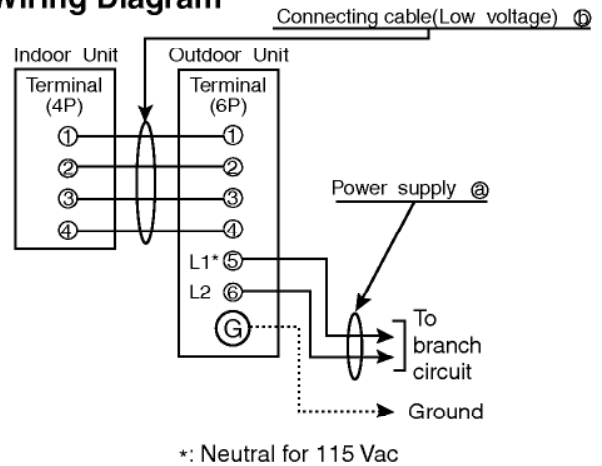 Wiring Diagram
Connecting cable(Low voltage) ⓑ
Indoor Unit
Outdoor Unit
Terminal
(4P)
Terminal
(6P)
① ①
② ②
③ ③
④ ④
L1* ⑤
L2 ⑥
G
Power supply ⓐ
To
branch
circuit
Ground
*: Neutral for 115 Vac